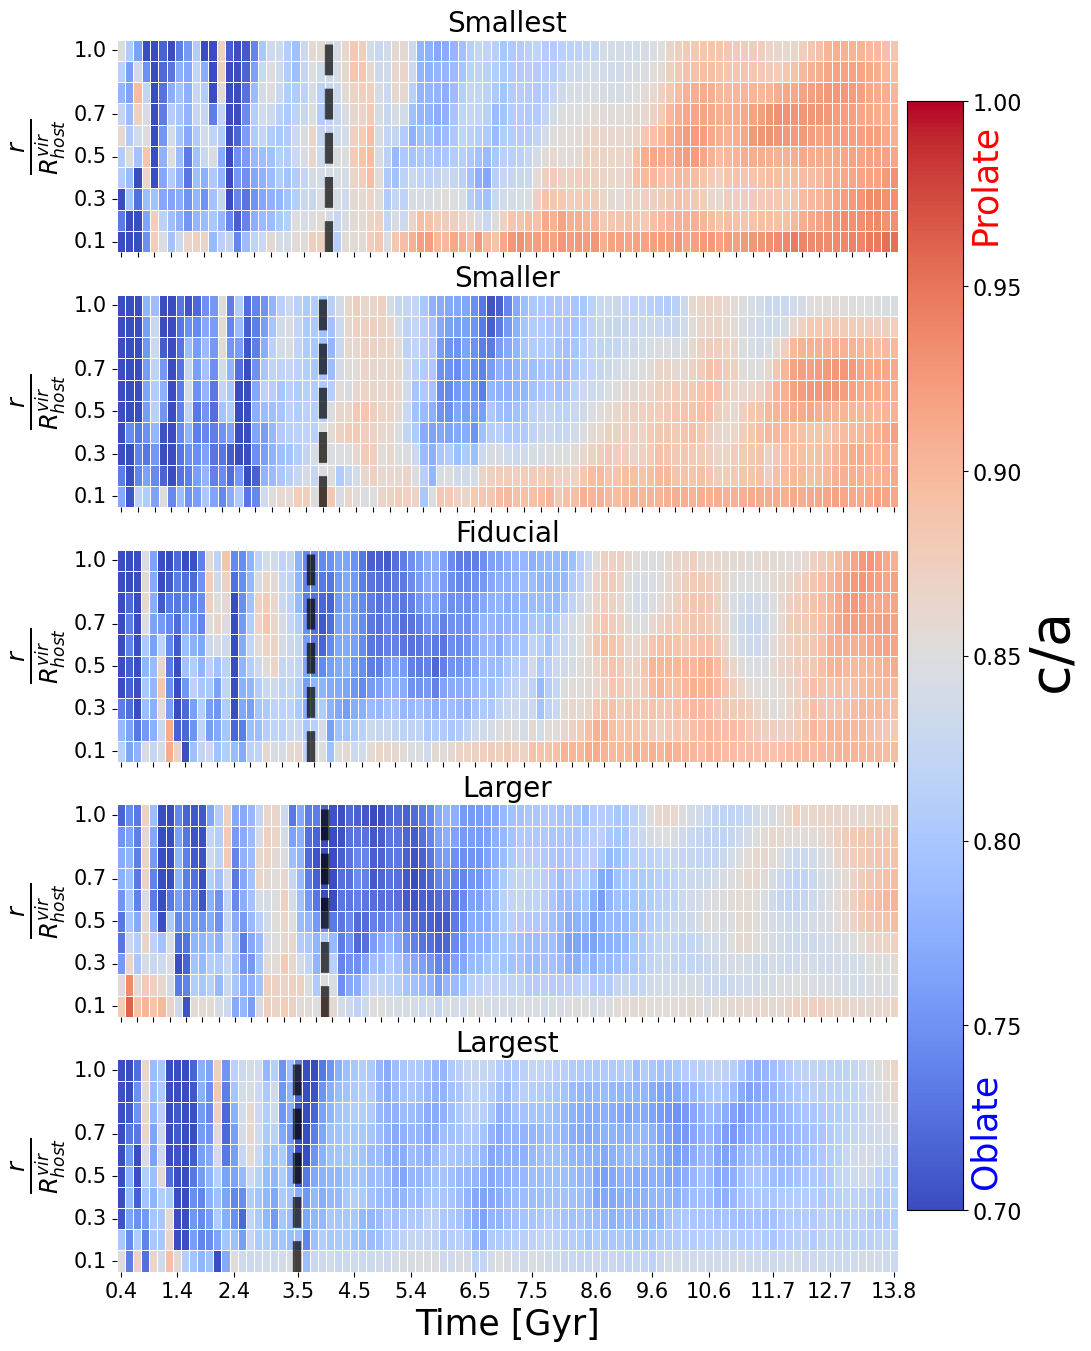 Smallest
1.0
0.7
0.5
0.3
0.1
r
R^{vir}_{host}
Smaller
1.0
0.7
0.5
0.3
0.1
r
R^{vir}_{host}
Fiducial
1.0
0.7
0.5
0.3
0.1
r
R^{vir}_{host}
Larger
1.0
0.7
0.5
0.3
0.1
r
R^{vir}_{host}
Largest
1.0
0.7
0.5
0.3
0.1
r
R^{vir}_{host}
0.4 1.4 2.4 3.5 4.5 5.4 6.5 7.5 8.6 9.6 10.6 11.7 12.7 13.8
Time [Gyr]
1.00
0.95
0.90
0.85
0.80
0.75
0.70
Prolate
Oblate
c/a